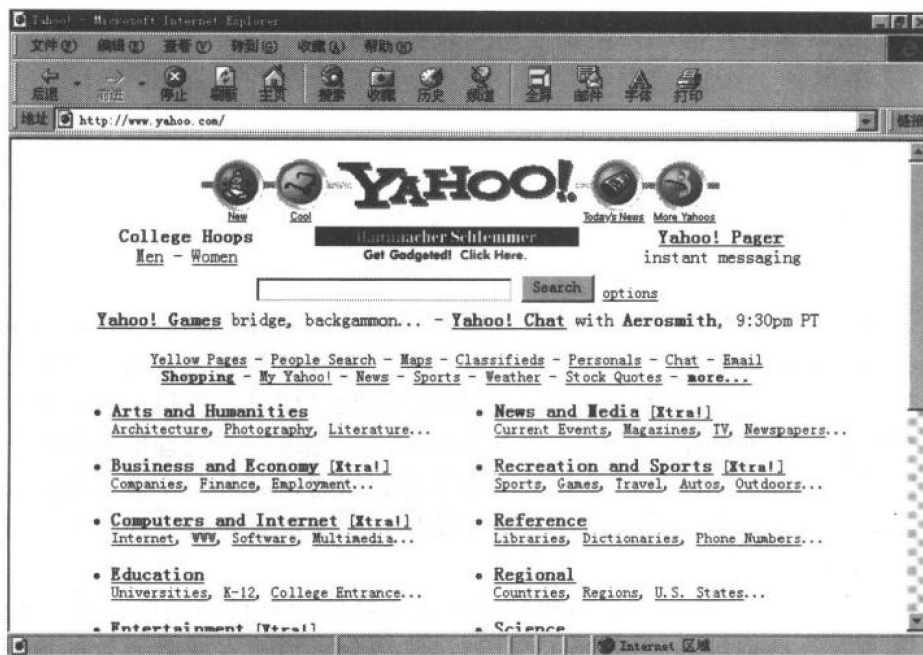 Yahoo! - Microsoft Internet Explorer
文件(F) 编辑(E) 查看(V) 转到(G) 收藏(A) 帮助(H)
后退 前进 停止 刷新 主页 搜索 收藏 历史 频道 全屏 邮件 字体 打印
地址 http://www.yahoo.com/ 链接
YAHOO!
New Cool Today's News More Yahoos
College Hoops Hammacher Schlemmer Yahoo! Pager
Men - Women Get Gadgeted! Click Here. instant messaging
Search options
Yahoo! Games bridge, backgammon... - Yahoo! Chat with Aerosmith, 9:30pm PT
Yellow Pages - People Search - Maps - Classifieds - Personals - Chat - Email
Shopping - My Yahoo! - News - Sports - Weather - Stock Quotes - more...
• Arts and Humanities
Architecture, Photography, Literature...
• Business and Economy [Xtra!]
Companies, Finance, Employment...
• Computers and Internet [Xtra!]
Internet, WWW, Software, Multimedia...
• Education
Universities, K-12, College Entrance...
• Entertainment [Xtra!]
• News and Media [Xtra!]
Current Events, Magazines, TV, Newspapers...
• Recreation and Sports [Xtra!]
Sports, Games, Travel, Autos, Outdoors...
• Reference
Libraries, Dictionaries, Phone Numbers...
• Regional
Countries, Regions, U.S. States...
• Science
Internet 区域